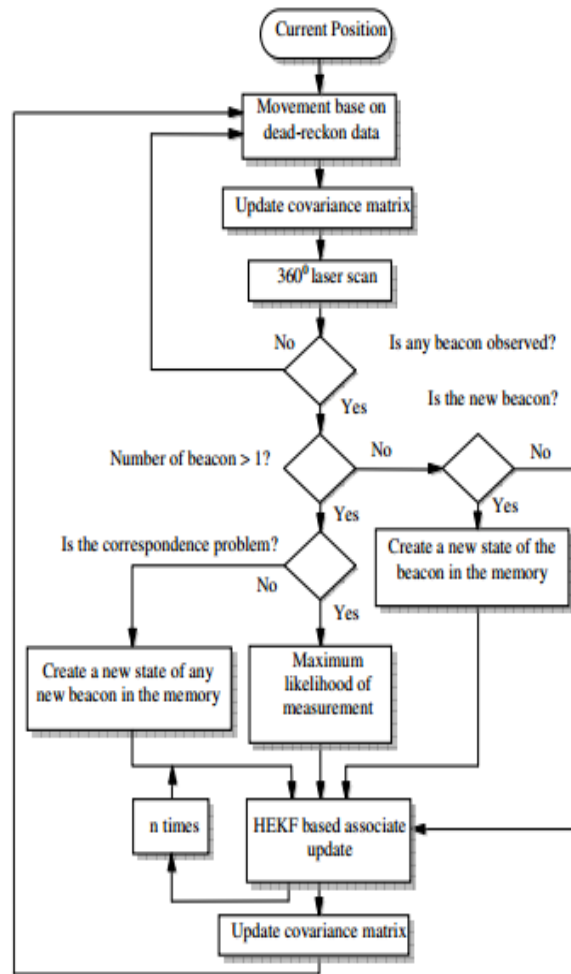 Current Position
Movement base on
dead-reckon data
Update covariance matrix
360⁰ laser scan
No
Is any beacon observed?
Yes
Is the new beacon?
Number of beacon > 1?
No
No
Yes
Yes
Is the correspondence problem?
No
Create a new state of the
beacon in the memory
Yes
Create a new state of any
new beacon in the memory
Maximum
likelihood of
measurement
n times
HEKF based associate
update
Update covariance matrix